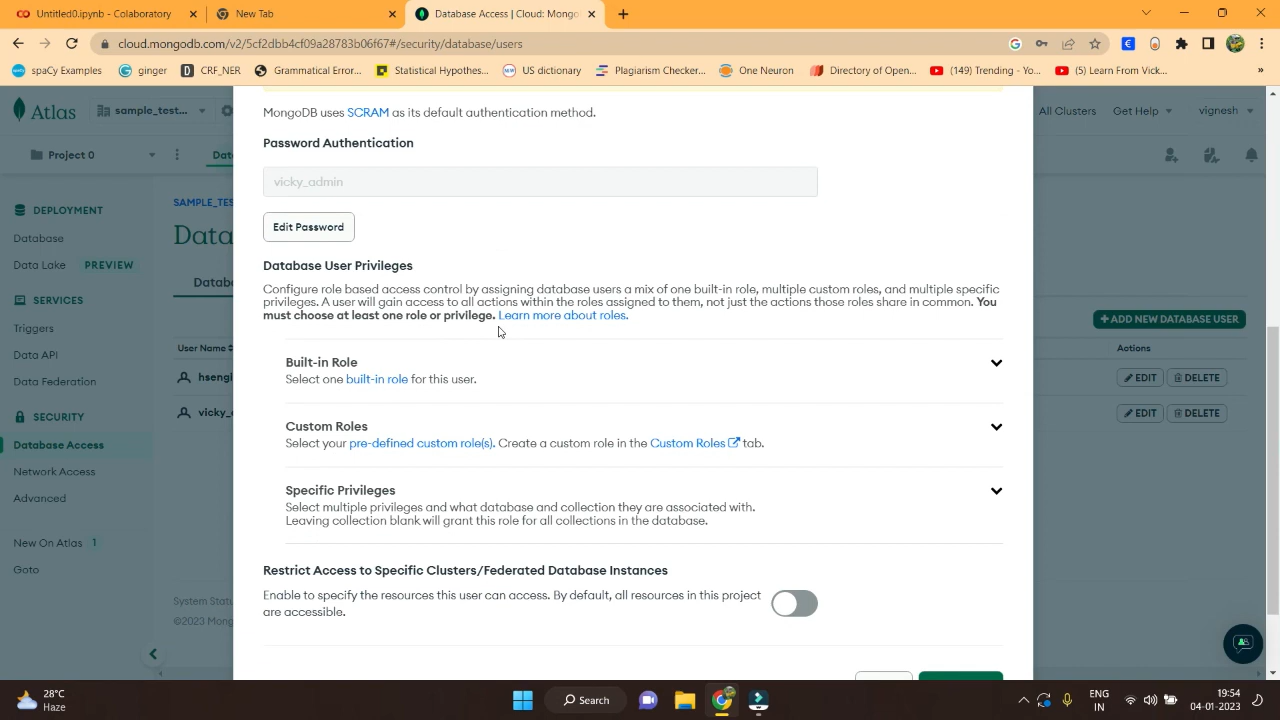 Untitled0.ipynb - Colaboratory
New Tab
Database Access | Cloud: Mongo
cloud.mongodb.com/v2/5cf2dbb4cf09a28783b06f67#/security/database/users
spaCy Examples
ginger
CRF_NER
Grammatical Error...
Statistical Hypothes...
US dictionary
Plagiarism Checker...
One Neuron
Directory of Open...
(149) Trending - Yo...
(5) Learn From Vick...
»
Atlas
sample_test...
All Clusters
Get Help
vignesh
Project 0
Data
DEPLOYMENT
Database
Data Lake
PREVIEW
SERVICES
Triggers
Data API
Data Federation
SECURITY
Database Access
Network Access
Advanced
New On Atlas 1
Goto
SAMPLE_TES
Data
Datab
User Name
hsengi
vicky_
System Statu
©2023 Mong
MongoDB uses SCRAM as its default authentication method.
Password Authentication
vicky_admin
Edit Password
Database User Privileges
Configure role based access control by assigning database users a mix of one built-in role, multiple custom roles, and multiple specific
privileges. A user will gain access to all actions within the roles assigned to them, not just the actions those roles share in common. You
must choose at least one role or privilege. Learn more about roles.
Built-in Role
Select one built-in role for this user.
Custom Roles
Select your pre-defined custom role(s). Create a custom role in the Custom Roles tab.
Specific Privileges
Select multiple privileges and what database and collection they are associated with.
Leaving collection blank will grant this role for all collections in the database.
Restrict Access to Specific Clusters/Federated Database Instances
Enable to specify the resources this user can access. By default, all resources in this project
are accessible.
+ ADD NEW DATABASE USER
Actions
EDIT
DELETE
EDIT
DELETE
28°C
Haze
Search
ENG
IN
19:54
04-01-2023